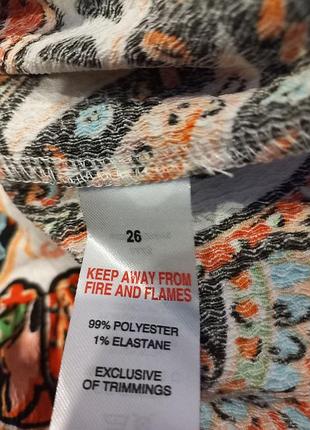 26
KEEP AWAY FROM
FIRE AND FLAMES
99% POLYESTER
1% ELASTANE
EXCLUSIVE
OF TRIMMINGS